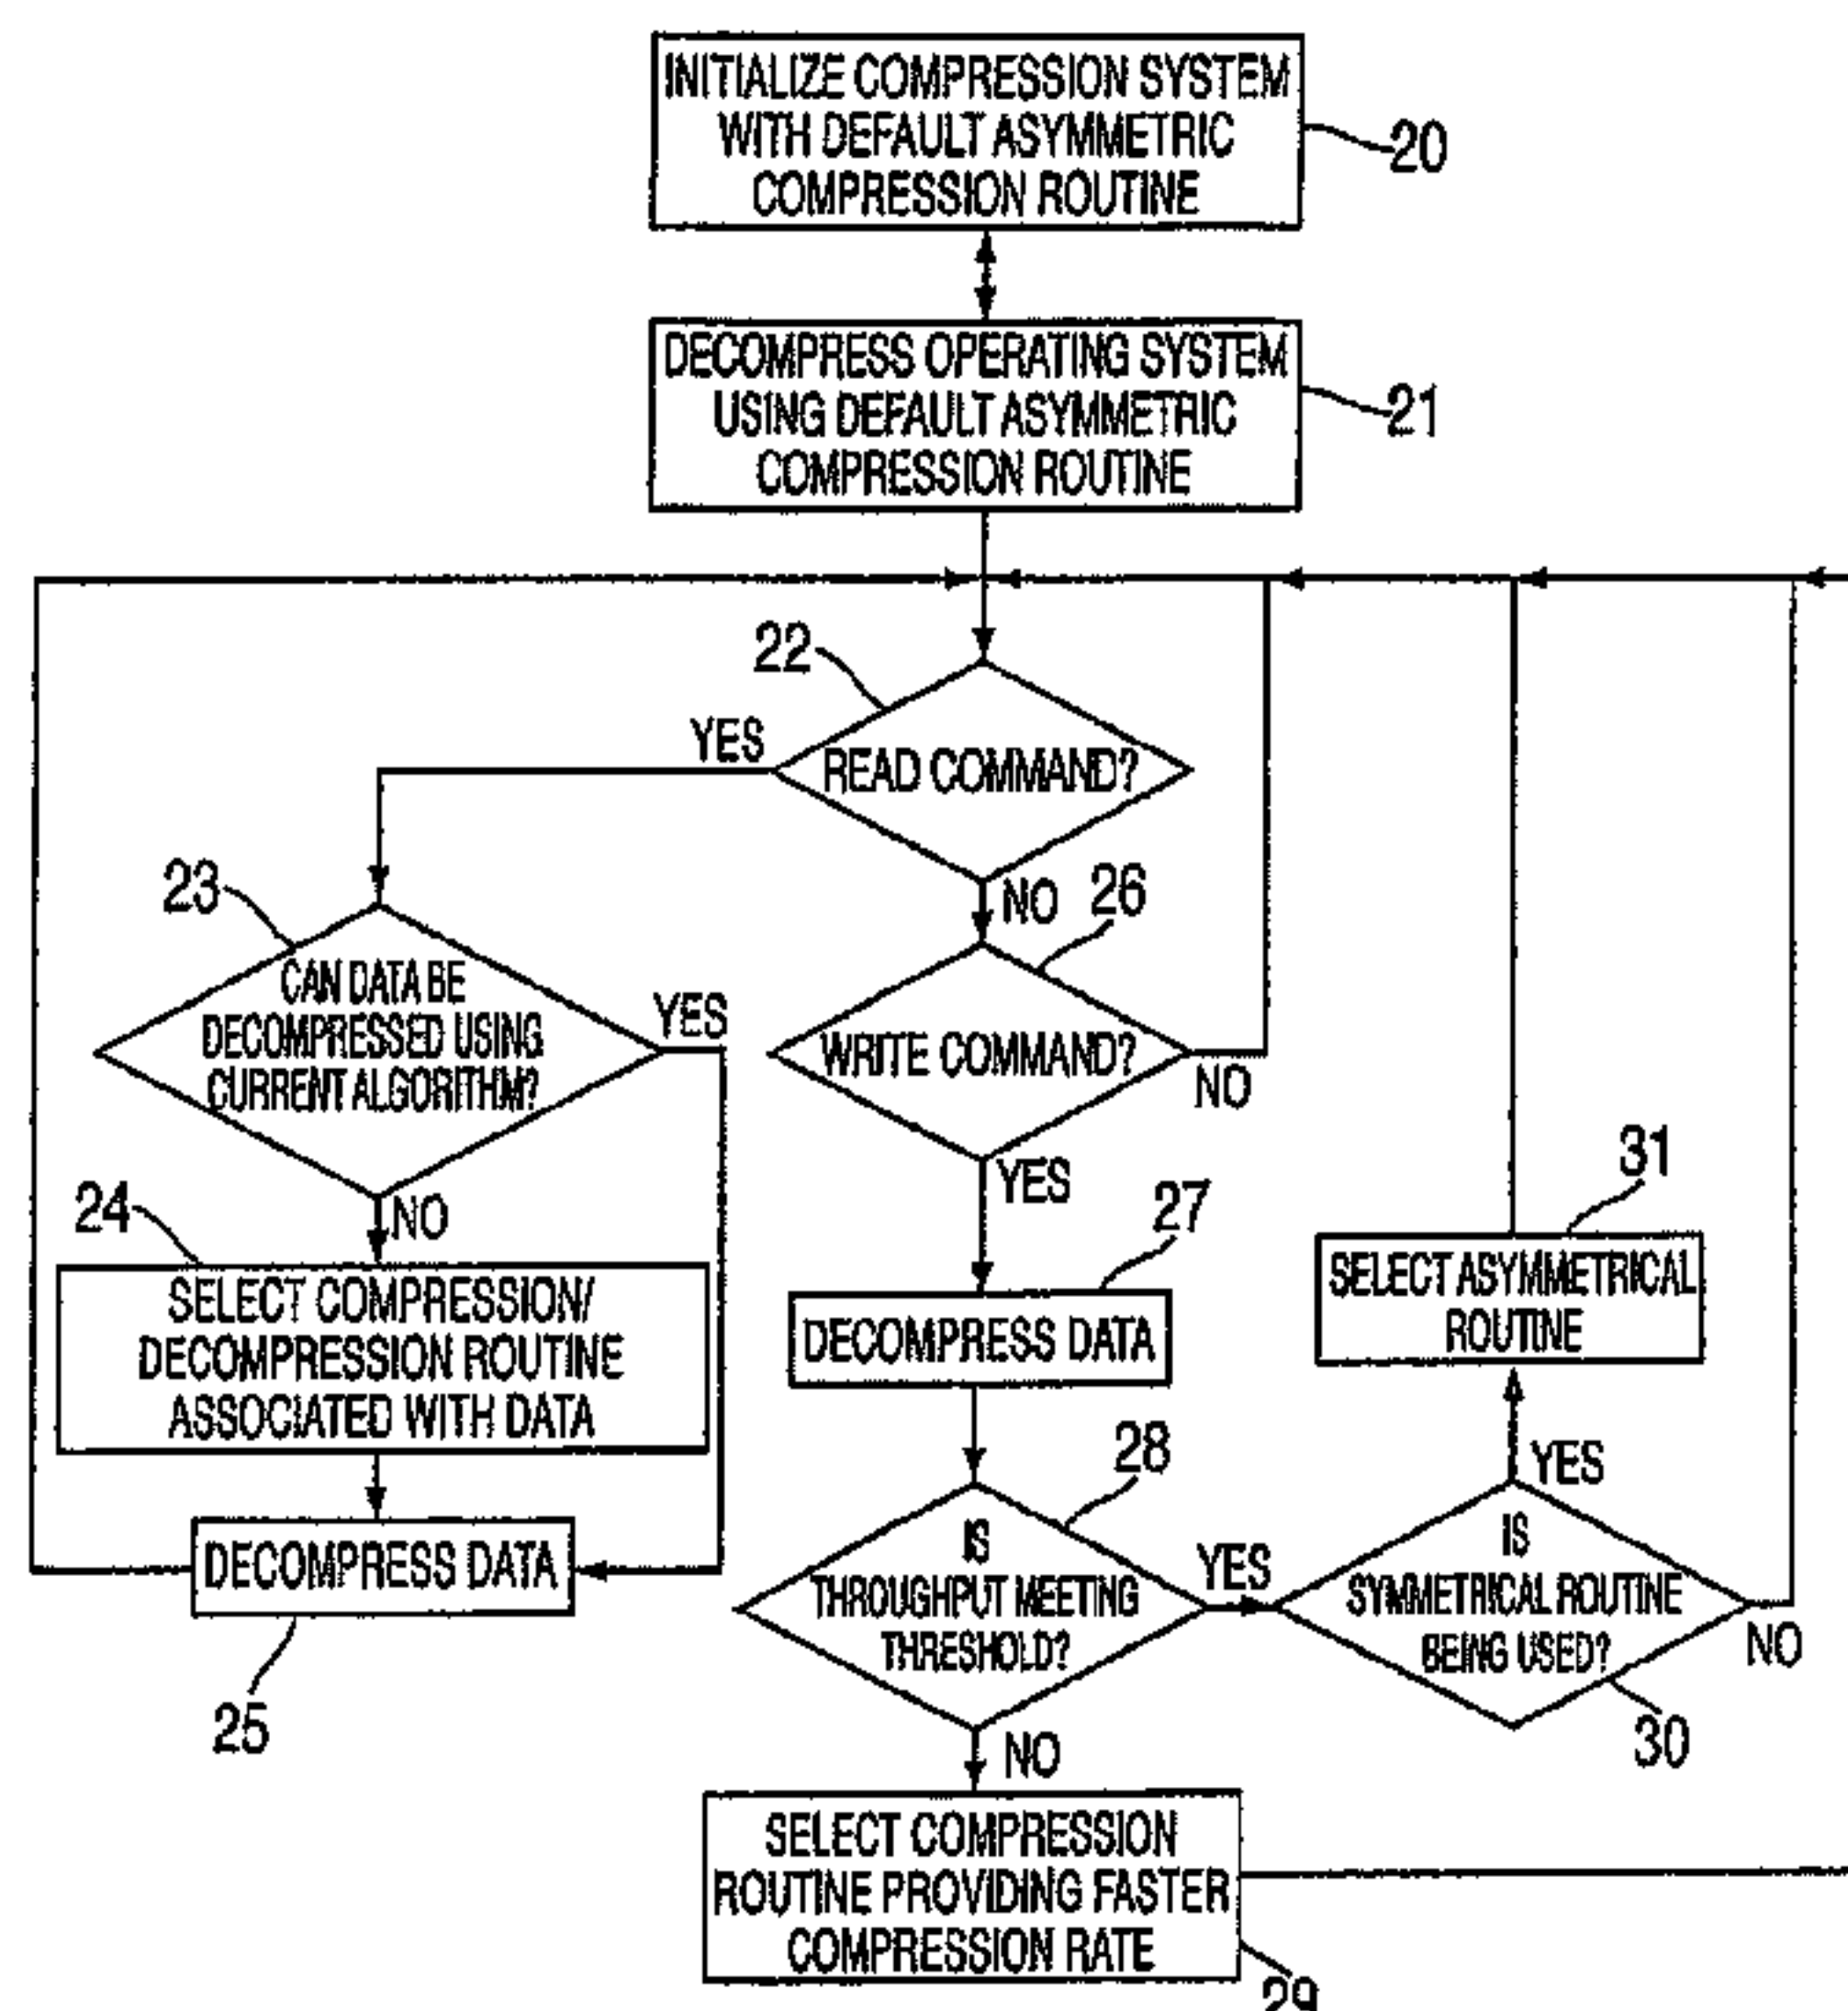 INITIALIZE COMPRESSION SYSTEM
WITH DEFAULT ASYMMETRIC
COMPRESSION ROUTINE
20
DECOMPRESS OPERATING SYSTEM
USING DEFAULT ASYMMETRIC
COMPRESSION ROUTINE
21
22
YES
READ COMMAND?
NO
23
CAN DATA BE
DECOMPRESSED USING
CURRENT ALGORITHM?
YES
NO
26
WRITE COMMAND?
NO
YES
24
SELECT COMPRESSION/
DECOMPRESSION ROUTINE
ASSOCIATED WITH DATA
27
DECOMPRESS DATA
31
SELECT ASYMMETRICAL
ROUTINE
DECOMPRESS DATA
25
28
IS
THROUGHPUT MEETING
THRESHOLD?
YES
NO
YES
IS
SYMMETRICAL ROUTINE
BEING USED?
NO
30
SELECT COMPRESSION
ROUTINE PROVIDING FASTER
COMPRESSION RATE
29